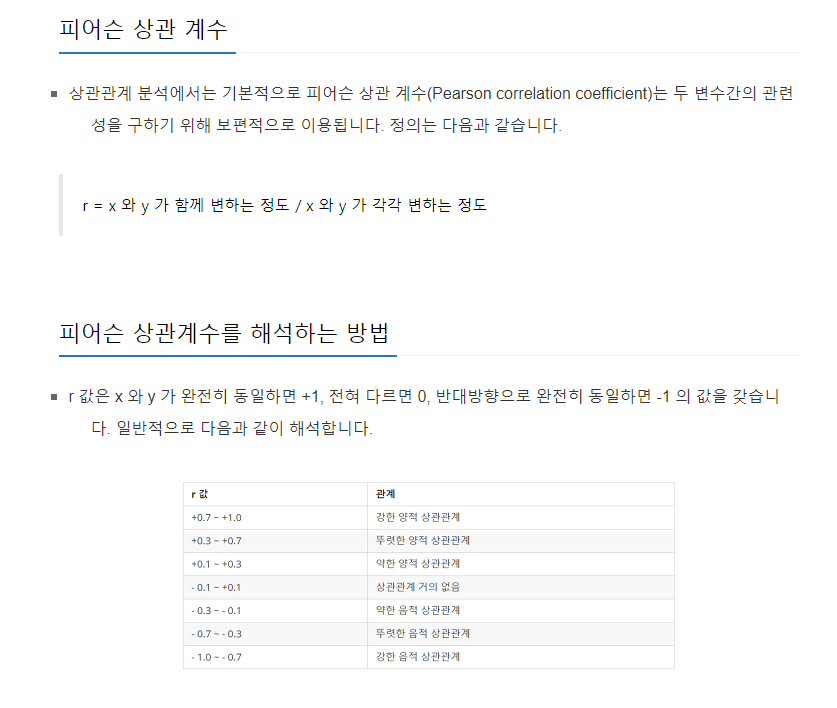 피어슨 상관 계수
▪ 상관관계 분석에서는 기본적으로 피어슨 상관 계수(Pearson correlation coefficient)는 두 변수간의 관련
성을 구하기 위해 보편적으로 이용됩니다. 정의는 다음과 같습니다.
r = x 와 y 가 함께 변하는 정도 / x 와 y 가 각각 변하는 정도
피어슨 상관계수를 해석하는 방법
▪ r 값은 x 와 y 가 완전히 동일하면 +1, 전혀 다르면 0, 반대방향으로 완전히 동일하면 -1 의 값을 갖습니
다. 일반적으로 다음과 같이 해석합니다.
r 값 관계
+0.7 ~ +1.0 강한 양적 상관관계
+0.3 ~ +0.7 뚜렷한 양적 상관관계
+0.1 ~ +0.3 약한 양적 상관관계
- 0.1 ~ +0.1 상관관계 거의 없음
- 0.3 ~ - 0.1 약한 음적 상관관계
- 0.7 ~ - 0.3 뚜렷한 음적 상관관계
- 1.0 ~ - 0.7 강한 음적 상관관계